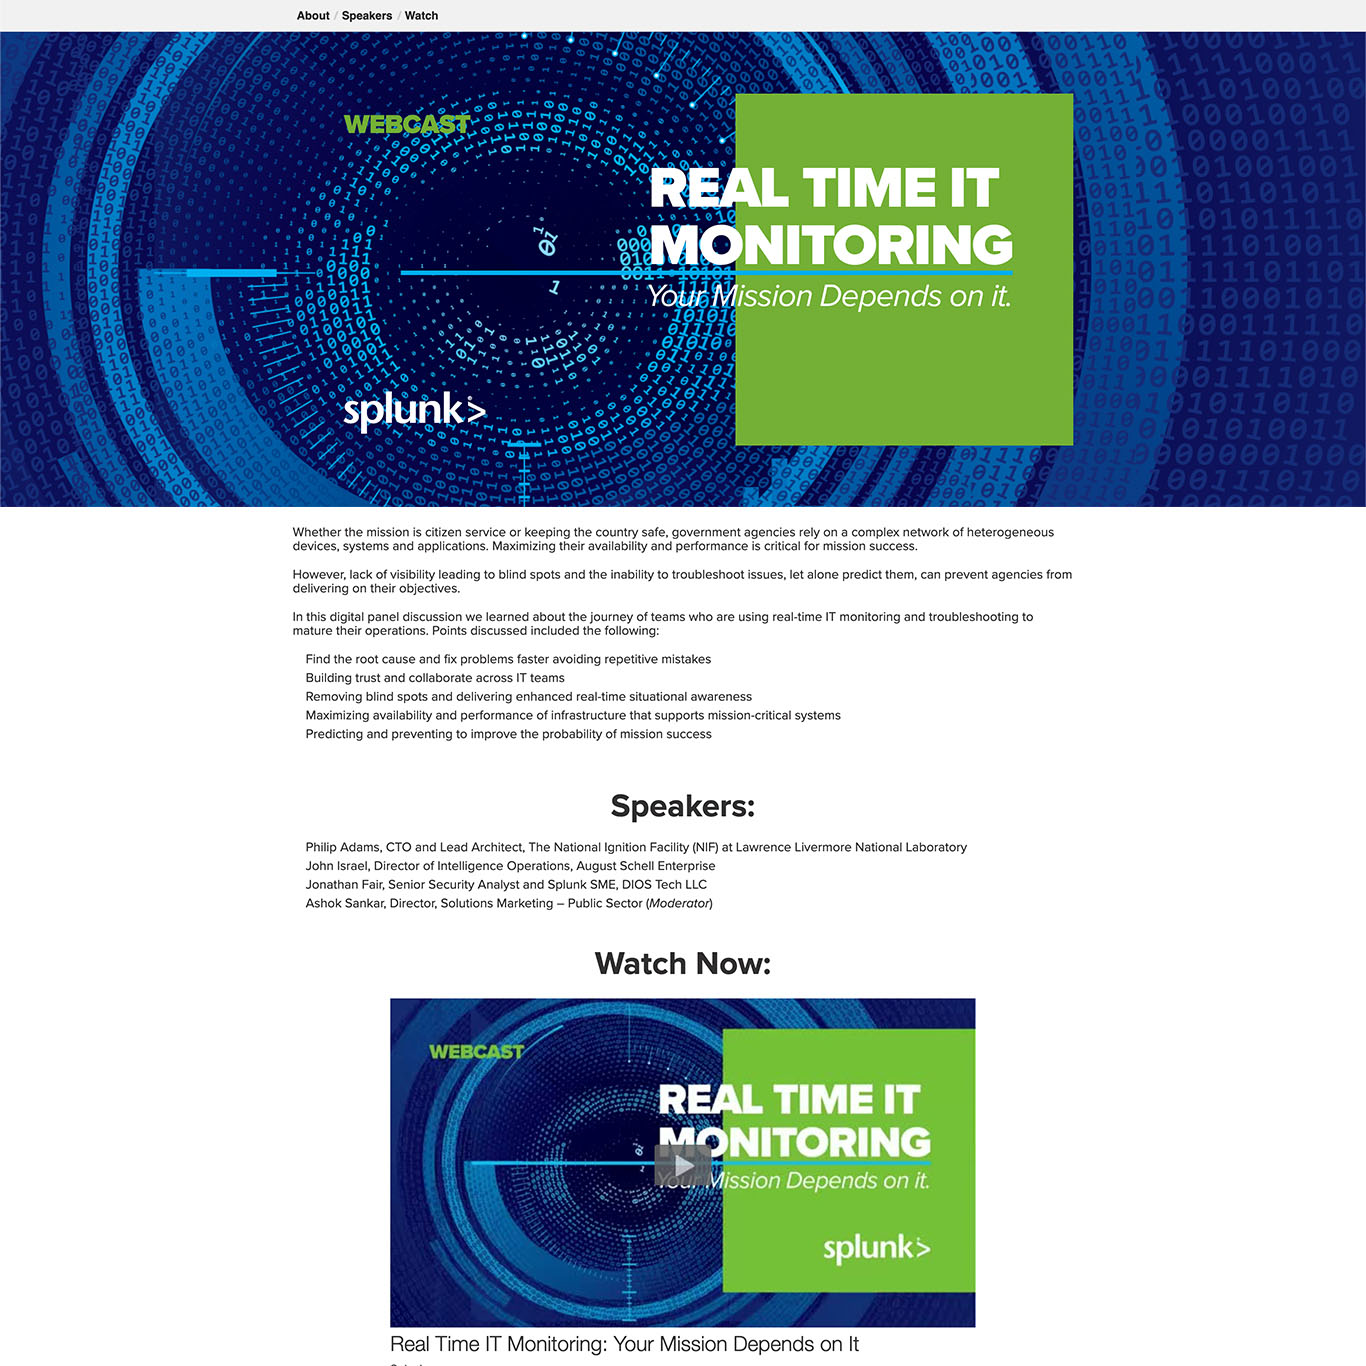 About / Speakers / Watch
WEBCAST
REAL TIME IT
MONITORING
Your Mission Depends on it.
splunk>
Whether the mission is citizen service or keeping the country safe, government agencies rely on a complex network of heterogeneous
devices, systems and applications. Maximizing their availability and performance is critical for mission success.
However, lack of visibility leading to blind spots and the inability to troubleshoot issues, let alone predict them, can prevent agencies from
delivering on their objectives.
In this digital panel discussion we learned about the journey of teams who are using real-time IT monitoring and troubleshooting to
mature their operations. Points discussed included the following:
Find the root cause and fix problems faster avoiding repetitive mistakes
Building trust and collaborate across IT teams
Removing blind spots and delivering enhanced real-time situational awareness
Maximizing availability and performance of infrastructure that supports mission-critical systems
Predicting and preventing to improve the probability of mission success
Speakers:
Philip Adams, CTO and Lead Architect, The National Ignition Facility (NIF) at Lawrence Livermore National Laboratory
John Israel, Director of Intelligence Operations, August Schell Enterprise
Jonathan Fair, Senior Security Analyst and Splunk SME, DIOS Tech LLC
Ashok Sankar, Director, Solutions Marketing – Public Sector (Moderator)
Watch Now:
WEBCAST
REAL TIME IT
MONITORING
Your Mission Depends on it.
splunk>
Real Time IT Monitoring: Your Mission Depends on It